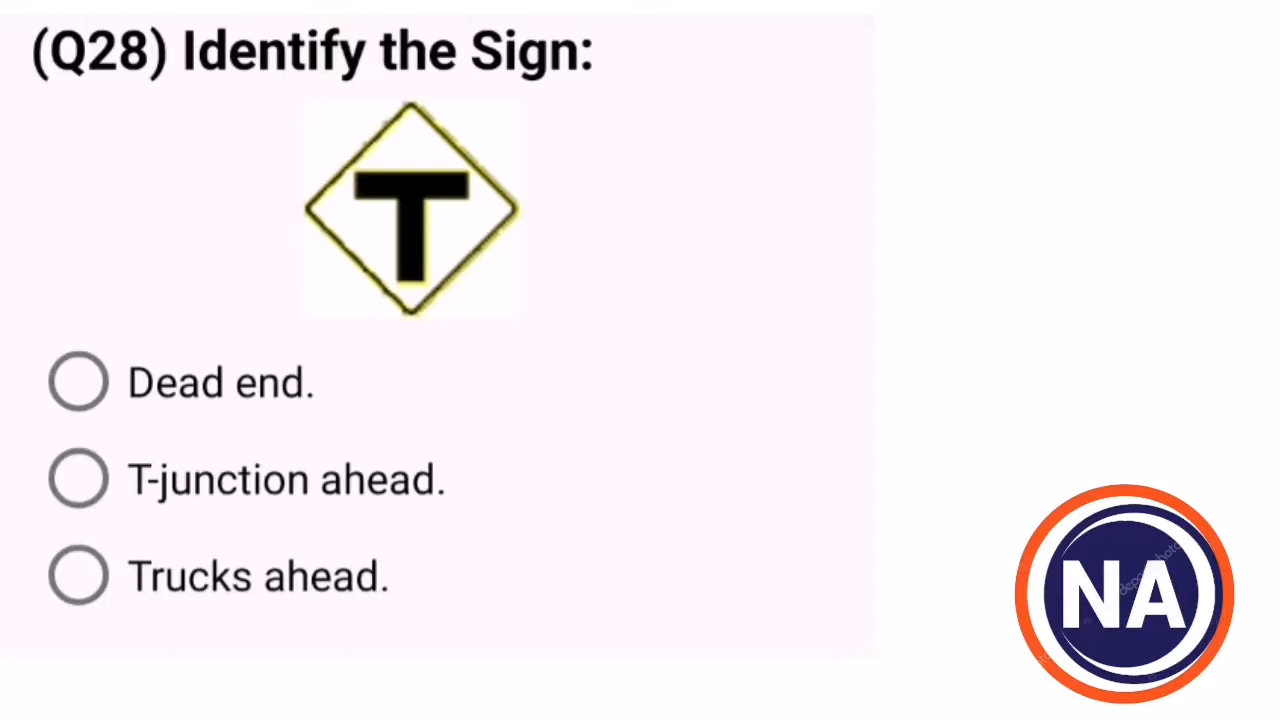 (Q28) Identify the Sign:
T
Dead end.
T-junction ahead.
Trucks ahead.
NA